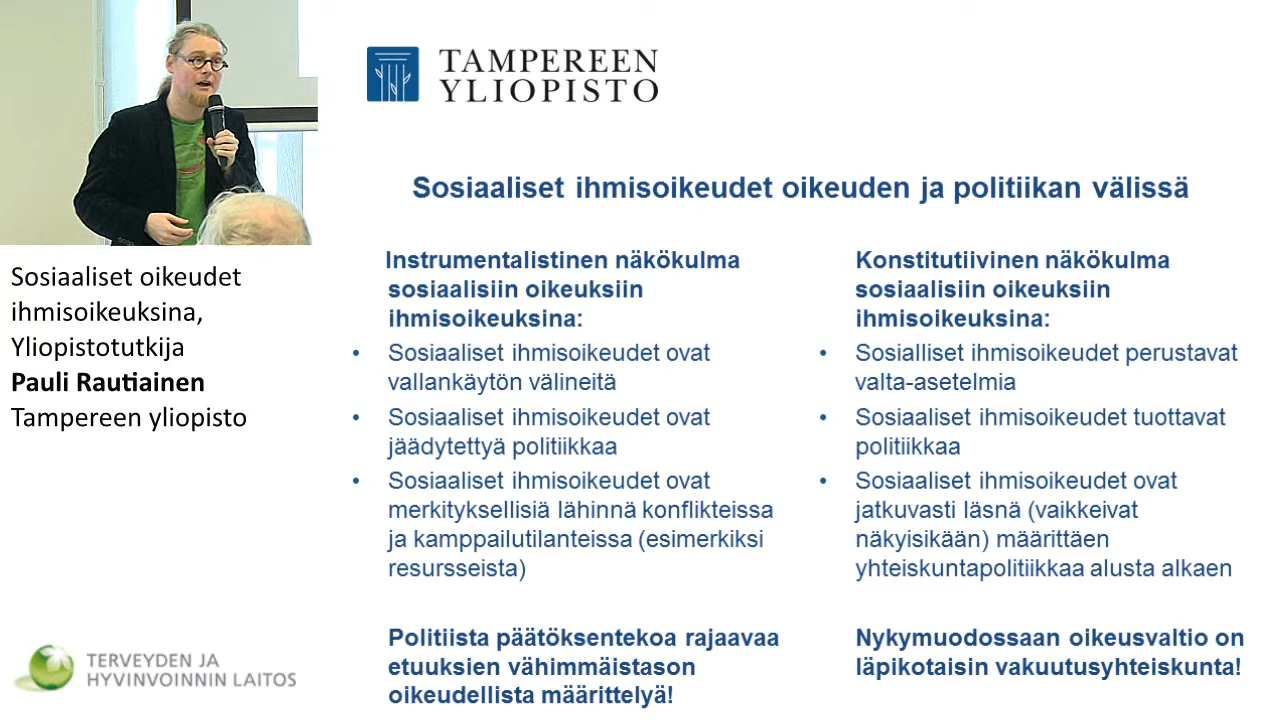 TAMPEREEN
YLIOPISTO
Sosiaaliset ihmisoikeudet oikeuden ja politiikan välissä
Instrumentalistinen näkökulma
sosiaalisiin oikeuksiin
ihmisoikeuksina:
• Sosiaaliset ihmisoikeudet ovat
vallankäytön välineitä
• Sosiaaliset ihmisoikeudet ovat
jäädytettyä politiikkaa
• Sosiaaliset ihmisoikeudet ovat
merkityksellisiä lähinnä konflikteissa
ja kamppailutilanteissa (esimerkiksi
resursseista)
Politiista päätöksentekoa rajaavaa
etuuksien vähimmäistason
oikeudellista määrittelyä!
Konstitutiivinen näkökulma
sosiaalisiin oikeuksiin
ihmisoikeuksina:
• Sosialliset ihmisoikeudet perustavat
valta-asetelmia
• Sosiaaliset ihmisoikeudet tuottavat
politiikkaa
• Sosiaaliset ihmisoikeudet ovat
jatkuvasti läsnä (vaikkeivat
näkyisikään) määrittäen
yhteiskuntapolitiikkaa alusta alkaen
Nykymuodossaan oikeusvaltio on
läpikotaisin vakuutusyhteiskunta!
Sosiaaliset oikeudet
ihmisoikeuksina,
Yliopistotutkija
Pauli Rautiainen
Tampereen yliopisto
TERVEYDEN JA
HYVINVOINNIN LAITOS